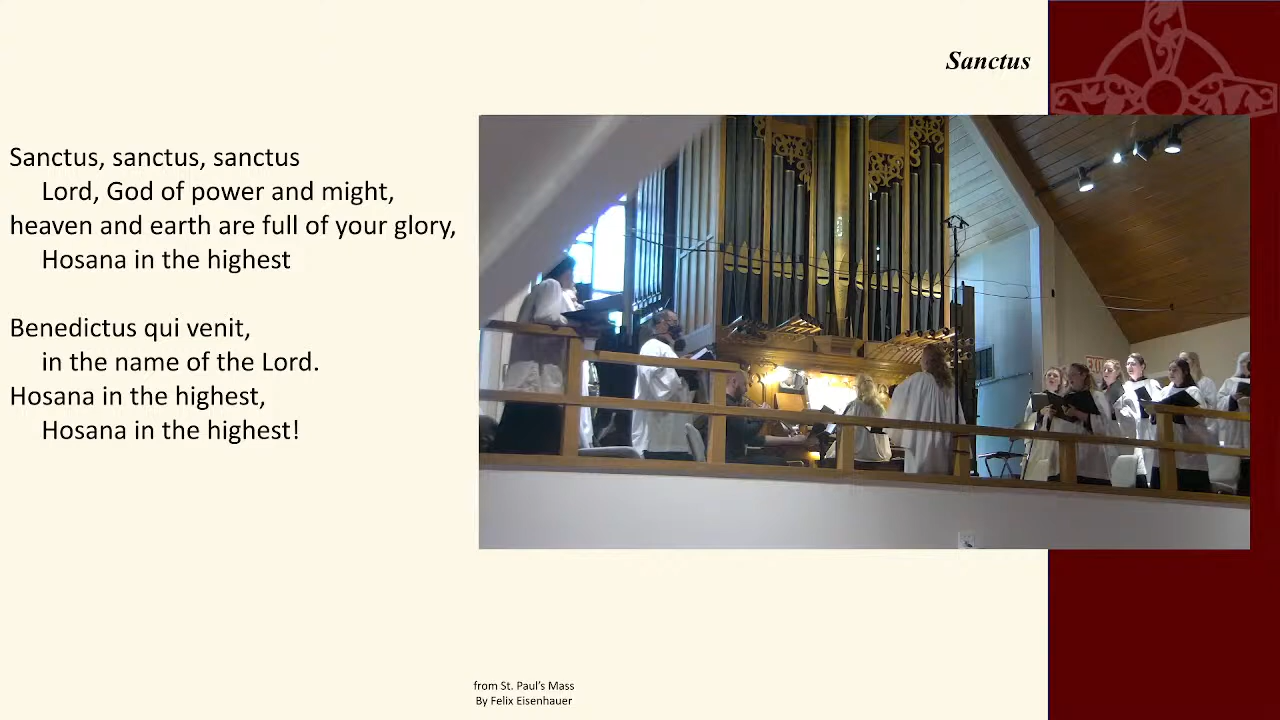 Sanctus
Sanctus, sanctus, sanctus
Lord, God of power and might,
heaven and earth are full of your glory,
Hosana in the highest
Benedictus qui venit,
in the name of the Lord.
Hosana in the highest,
Hosana in the highest!
EXIT
from St. Paul's Mass
By Felix Eisenhauer